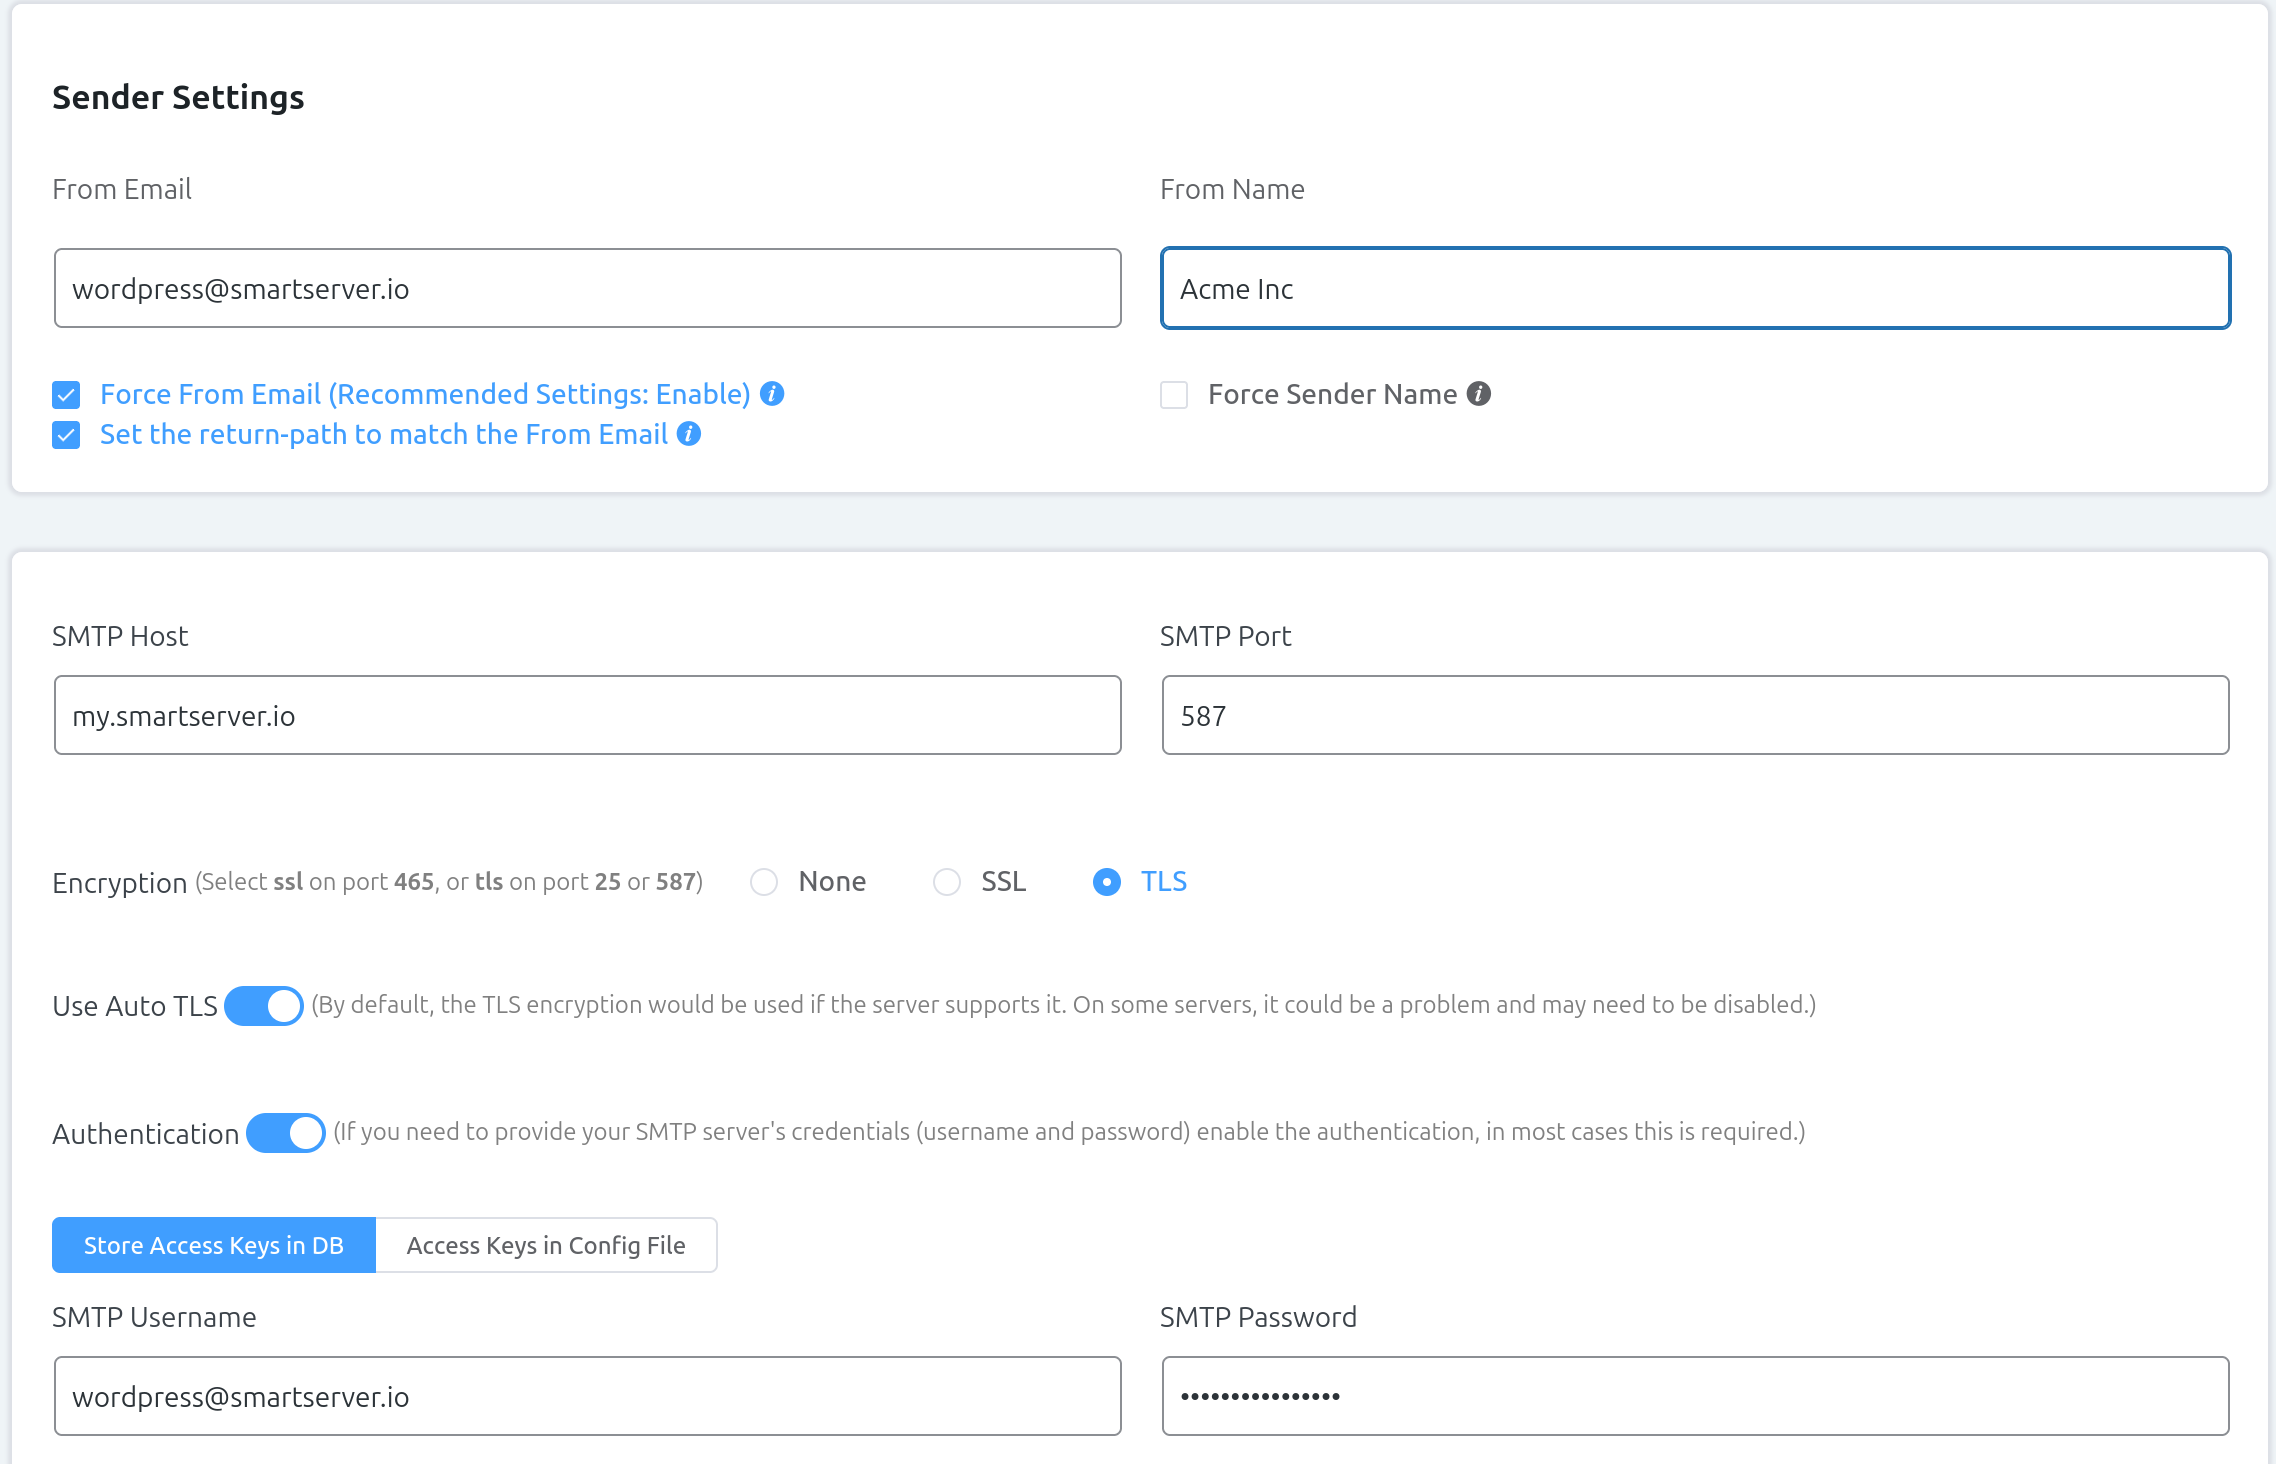 Sender Settings
From Email
From Name
wordpress@smartserver.io
Acme Inc
Force From Email (Recommended Settings: Enable)
Force Sender Name
Set the return-path to match the From Email
SMTP Host
SMTP Port
my.smartserver.io
587
Encryption (Select ssl on port 465, or tls on port 25 or 587) None SSL TLS
Use Auto TLS (By default, the TLS encryption would be used if the server supports it. On some servers, it could be a problem and may need to be disabled.)
Authentication (If you need to provide your SMTP server's credentials (username and password) enable the authentication, in most cases this is required.)
Store Access Keys in DB
Access Keys in Config File
SMTP Username
SMTP Password
wordpress@smartserver.io
••••••••••••••••